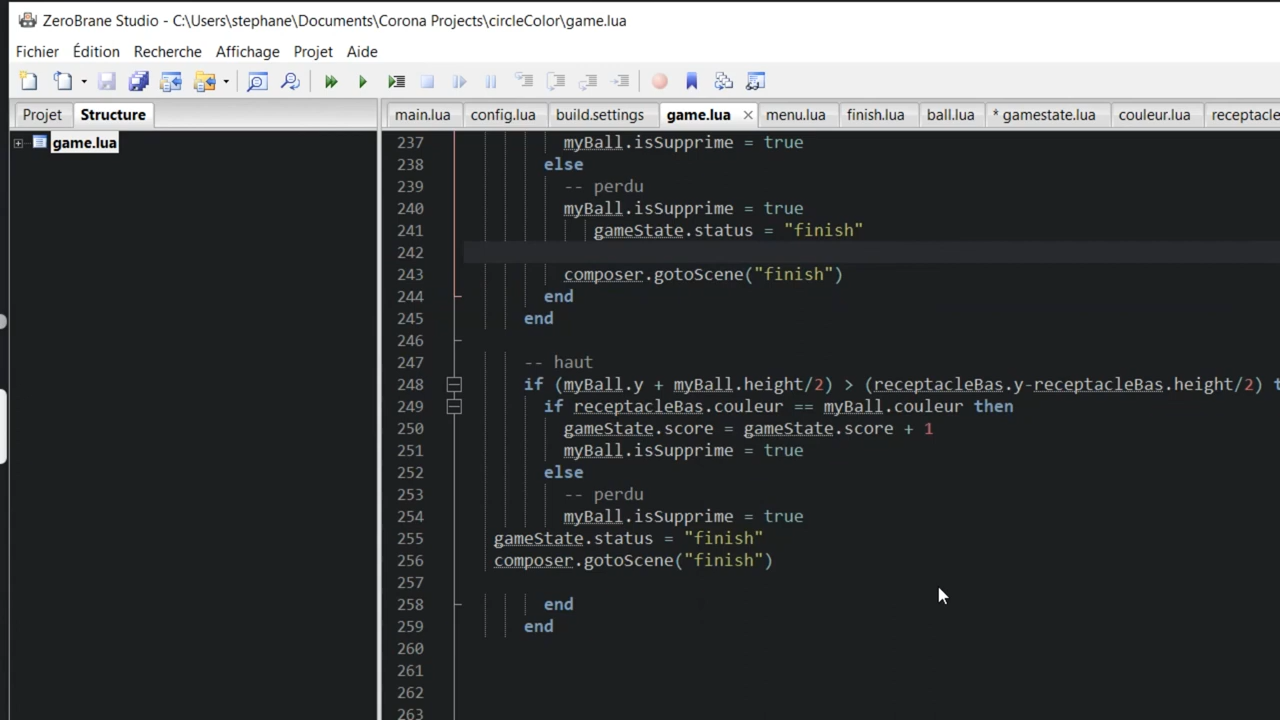 ZeroBrane Studio - C:\Users\stephane\Documents\Corona Projects\circleColor\game.lua
Fichier Édition Recherche Affichage Projet Aide
Projet Structure main.lua config.lua build.settings game.lua menu.lua finish.lua ball.lua * gamestate.lua couleur.lua receptacle
game.lua
237 myBall.isSupprime = true
238 else
239 -- perdu
240 myBall.isSupprime = true
241 gameState.status = "finish"
242
243 composer.gotoScene("finish")
244 end
245 end
246
247 -- haut
248 if (myBall.y + myBall.height/2) > (receptacleBas.y-receptacleBas.height/2) t
249 if receptacleBas.couleur == myBall.couleur then
250 gameState.score = gameState.score + 1
251 myBall.isSupprime = true
252 else
253 -- perdu
254 myBall.isSupprime = true
255 gameState.status = "finish"
256 composer.gotoScene("finish")
257
258 end
259 end
260
261
262
263